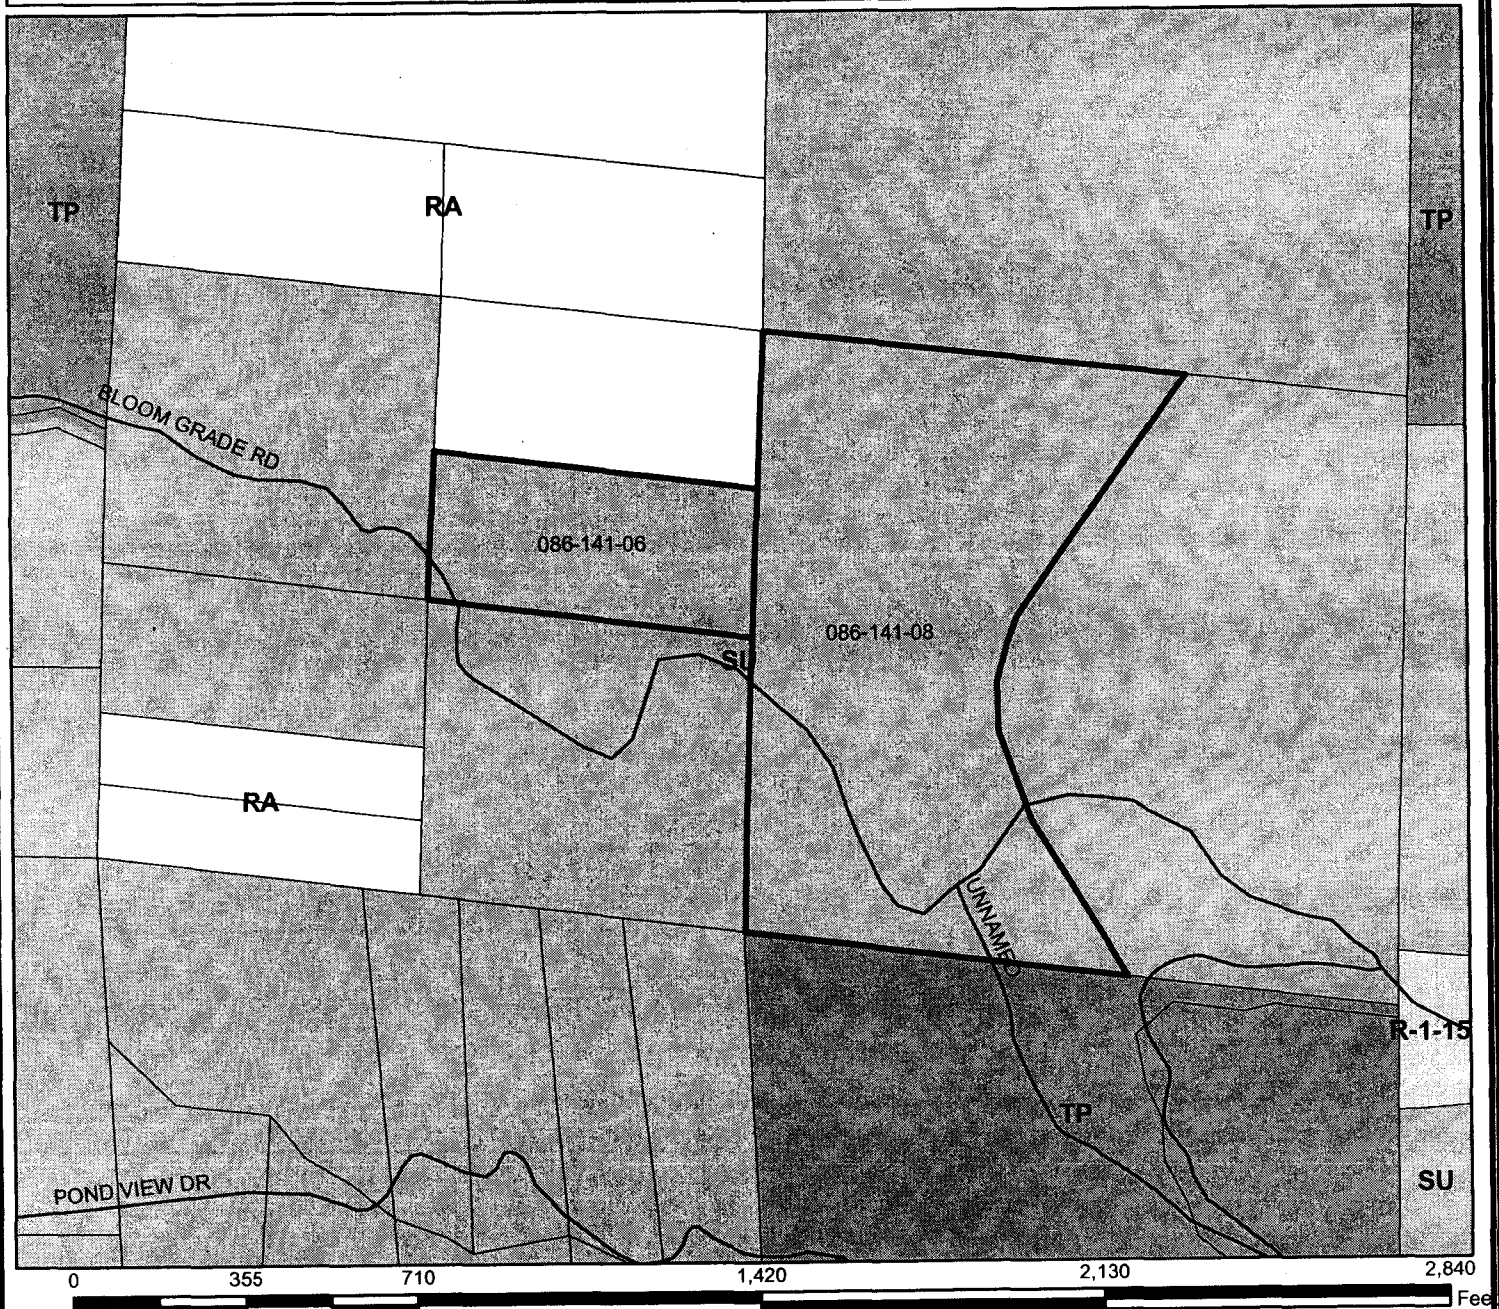 TP
RA
TP
BLOOM GRADE RD
086-141-06
086-141-08
SU
RA
UNNAMED
R-1-15
TP
POND VIEW DR
SU
0 355 710 1,420 2,130 2,840
Fee